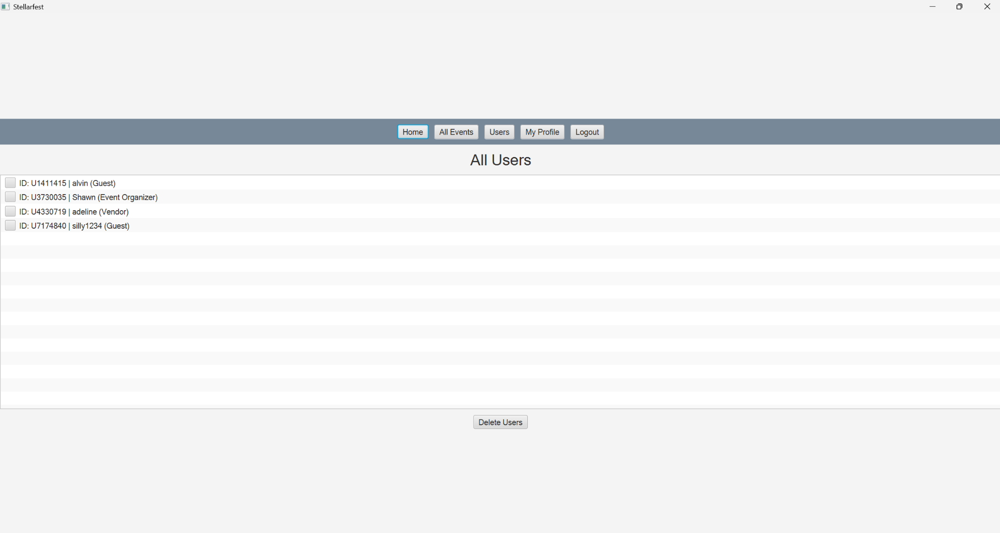 Stellarfest
Home All Events Users My Profile Logout
All Users
ID: U1411415 | alvin (Guest)
ID: U3730035 | Shawn (Event Organizer)
ID: U4330719 | adeline (Vendor)
ID: U7174840 | silly1234 (Guest)
Delete Users